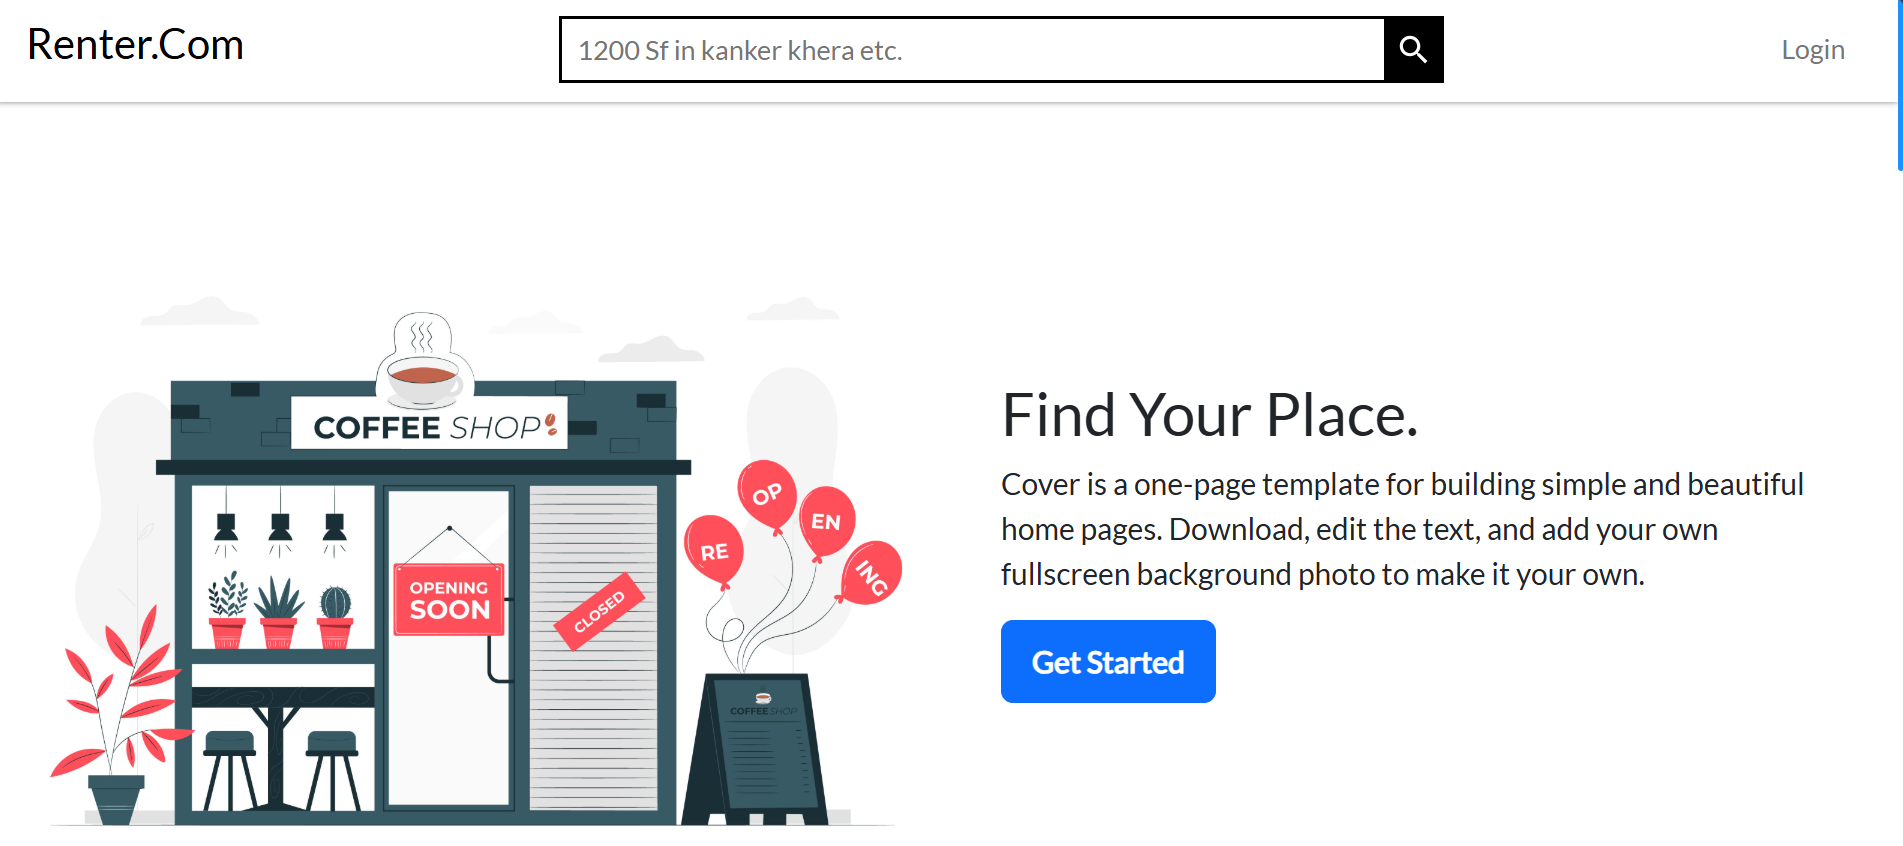 Renter.Com
1200 Sf in kanker khera etc.
Login
COFFEE SHOP
OPENING
SOON
CLOSED
RE
OP
EN
ING
COFFEE SHOP
Find Your Place.
Cover is a one-page template for building simple and beautiful
home pages. Download, edit the text, and add your own
fullscreen background photo to make it your own.
Get Started